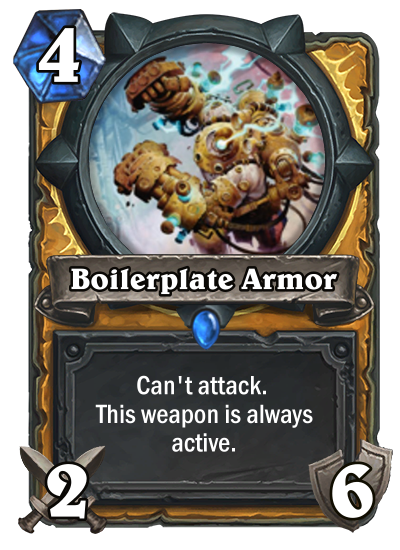 4
Boilerplate Armor
Can't attack.
This weapon is always
active.
2
6